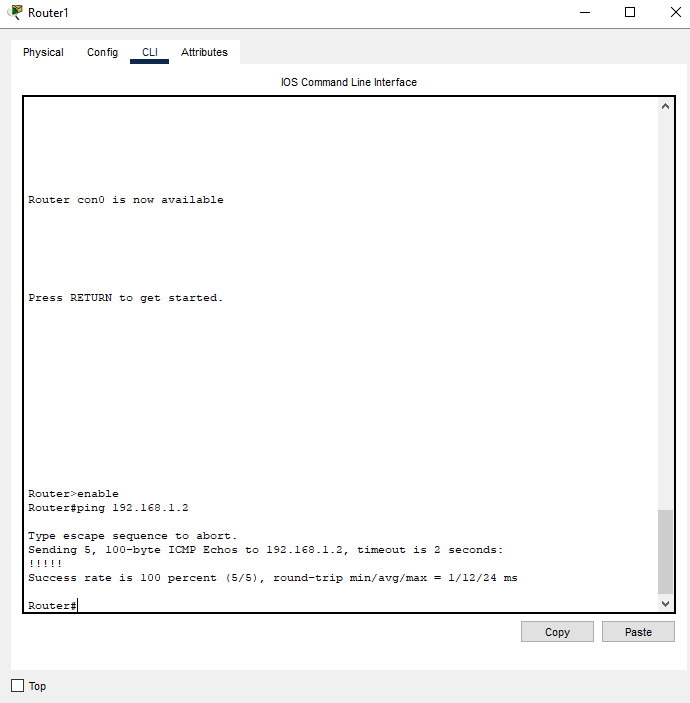 Router1
Physical Config CLI Attributes
IOS Command Line Interface
Router con0 is now available
Press RETURN to get started.
Router>enable
Router#ping 192.168.1.2
Type escape sequence to abort.
Sending 5, 100-byte ICMP Echos to 192.168.1.2, timeout is 2 seconds:
!!!!!
Success rate is 100 percent (5/5), round-trip min/avg/max = 1/12/24 ms
Router#
Copy Paste
Top